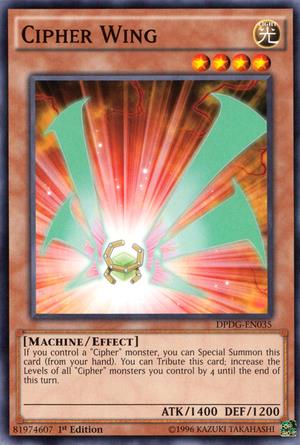 Cipher Wing
LIGHT
光
DPDG-EN035
[Machine/Effect]
If you control a "Cipher" monster, you can Special Summon this
card (from your hand). You can Tribute this card; increase the
Levels of all "Cipher" monsters you control by 4 until the end of
this turn.
ATK/1400 DEF/1200
81974607 1st Edition ©1996 KAZUKI TAKAHASHI